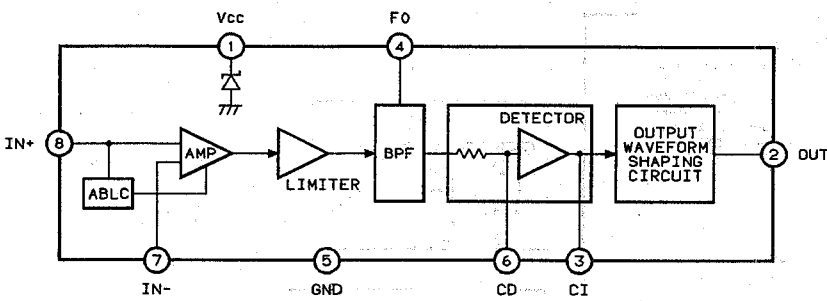 Vcc
FO
1
4
DETECTOR
IN+
8
AMP
BPF
OUTPUT
WAVEFORM
SHAPING
CIRCUIT
2
OUT
LIMITER
ABLC
7
5
6
3
IN-
GND
CD
CI